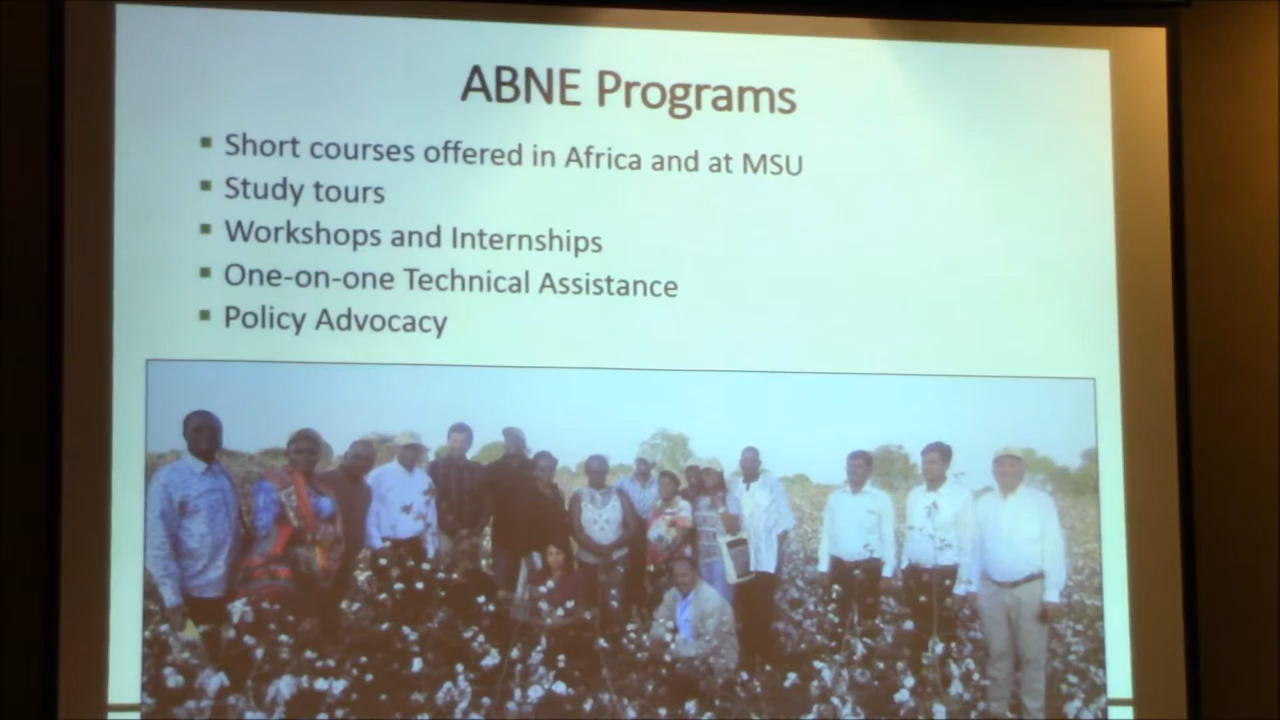 ABNE Programs
▪ Short courses offered in Africa and at MSU
▪ Study tours
▪ Workshops and Internships
▪ One-on-one Technical Assistance
▪ Policy Advocacy